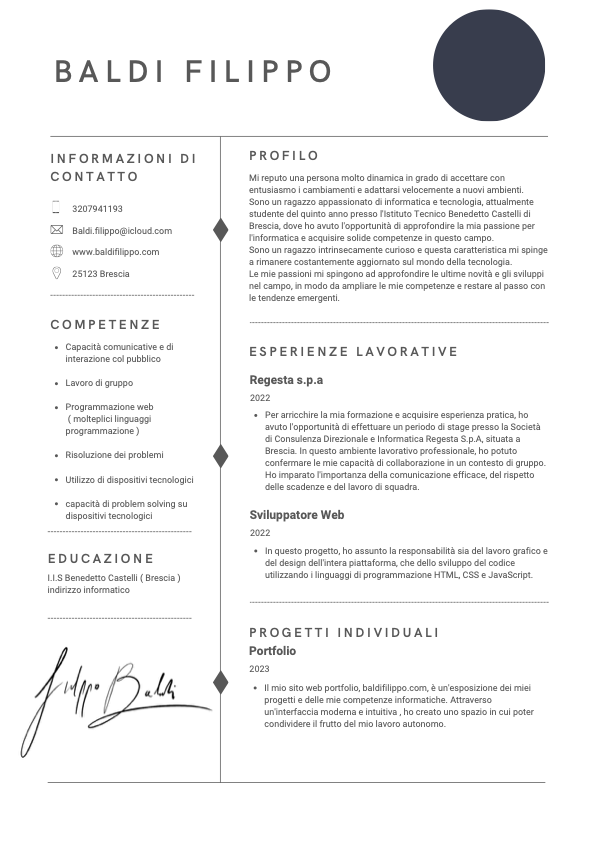 BALDI FILIPPO
INFORMAZIONI DI
CONTATTO
3207941193
Baldi.filippo@icloud.com
www.baldifilippo.com
25123 Brescia
COMPETENZE
• Capacità comunicative e di
interazione col pubblico
• Lavoro di gruppo
• Programmazione web
( molteplici linguaggi
programmazione )
• Risoluzione dei problemi
• Utilizzo di dispositivi tecnologici
• capacità di problem solving su
dispositivi tecnologici
EDUCAZIONE
I.I.S Benedetto Castelli ( Brescia )
indirizzo informatico
Filippo Baldi
PROFILO
Mi reputo una persona molto dinamica in grado di accettare con
entusiasmo i cambiamenti e adattarsi velocemente a nuovi ambienti.
Sono un ragazzo appassionato di informatica e tecnologia, attualmente
studente del quinto anno presso l'Istituto Tecnico Benedetto Castelli di
Brescia, dove ho avuto l'opportunità di approfondire la mia passione per
l'informatica e acquisire solide competenze in questo campo.
Sono un ragazzo intrinsecamente curioso e questa caratteristica mi spinge
a rimanere costantemente aggiornato sul mondo della tecnologia.
Le mie passioni mi spingono ad approfondire le ultime novità e gli sviluppi
nel campo, in modo da ampliare le mie competenze e restare al passo con
le tendenze emergenti.
ESPERIENZE LAVORATIVE
Regesta s.p.a
2022
• Per arricchire la mia formazione e acquisire esperienza pratica, ho
avuto l'opportunità di effettuare un periodo di stage presso la Società
di Consulenza Direzionale e Informatica Regesta S.p.A, situata a
Brescia. In questo ambiente lavorativo professionale, ho potuto
confermare le mie capacità di collaborazione in un contesto di gruppo.
Ho imparato l'importanza della comunicazione efficace, del rispetto
delle scadenze e del lavoro di squadra.
Sviluppatore Web
2022
• In questo progetto, ho assunto la responsabilità sia del lavoro grafico e
del design dell'intera piattaforma, che dello sviluppo del codice
utilizzando i linguaggi di programmazione HTML, CSS e JavaScript.
PROGETTI INDIVIDUALI
Portfolio
2023
• Il mio sito web portfolio, baldifilippo.com, è un'esposizione dei miei
progetti e delle mie competenze informatiche. Attraverso
un'interfaccia moderna e intuitiva , ho creato uno spazio in cui poter
condividere il frutto del mio lavoro autonomo.